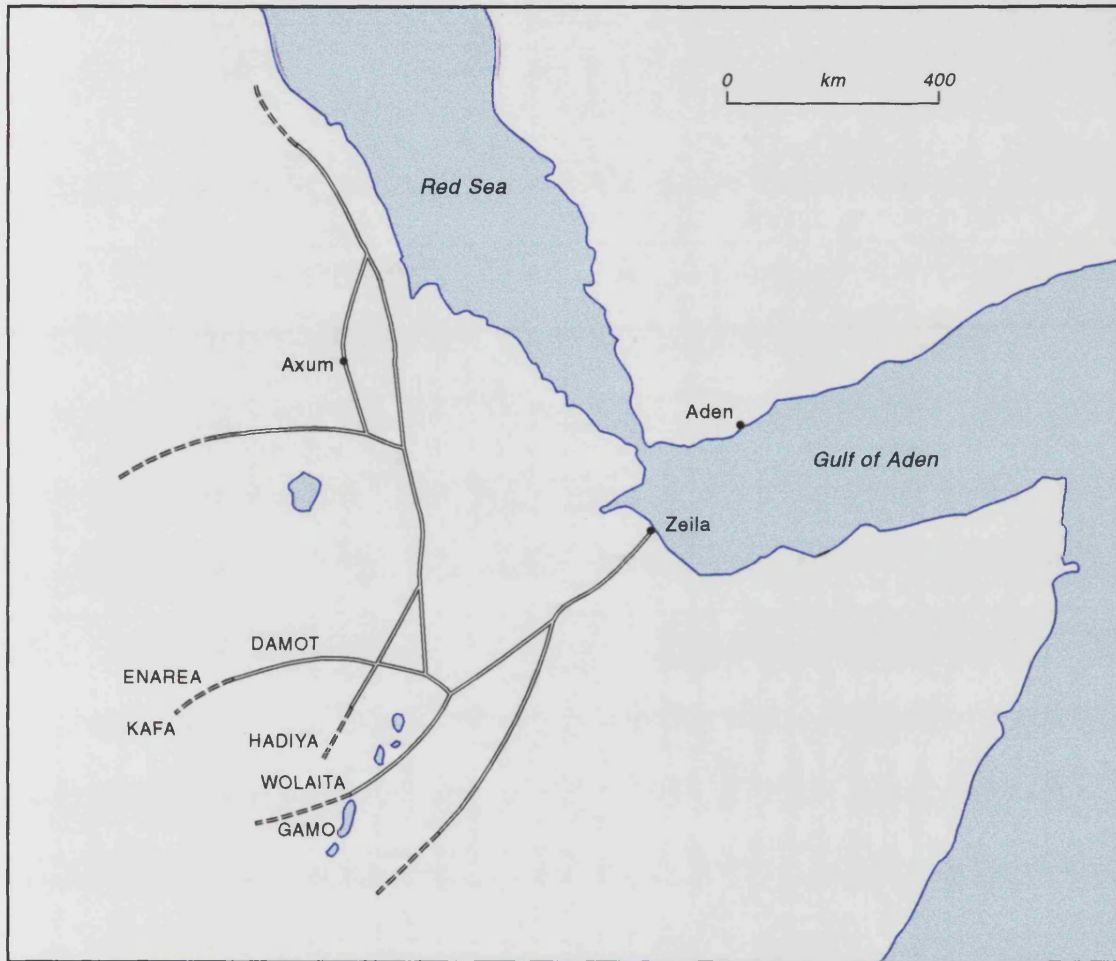 0 km 400
Red Sea
Axum
Aden
Gulf of Aden
Zeila
DAMOT
ENAREA
KAFA
HADIYA
WOLAITA
GAMO